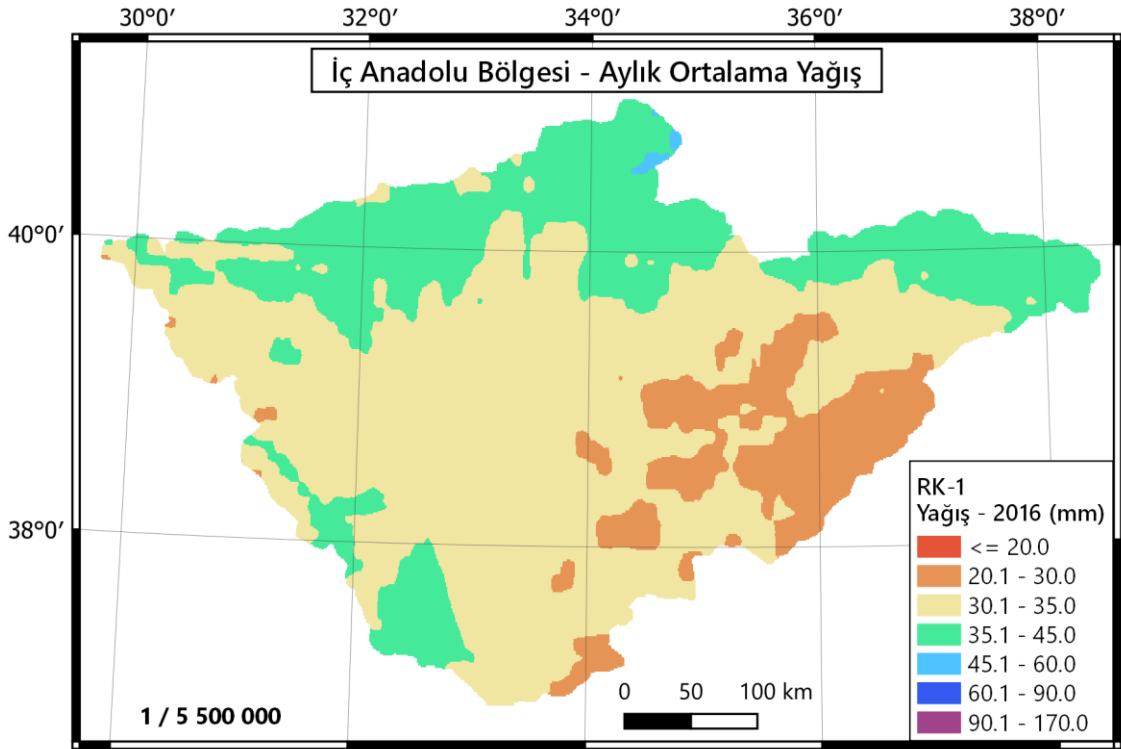 30°0′ 32°0′ 34°0′ 36°0′ 38°0′
İç Anadolu Bölgesi - Aylık Ortalama Yağış
40°0′
38°0′
RK-1
Yağış - 2016 (mm)
<= 20.0
20.1 - 30.0
30.1 - 35.0
35.1 - 45.0
45.1 - 60.0
60.1 - 90.0
90.1 - 170.0
0 50 100 km
1 / 5 500 000